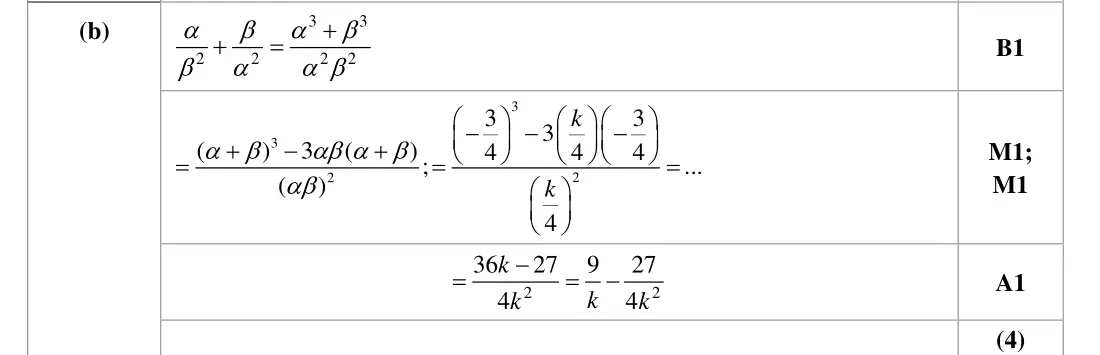 (b) α/β² + β/α² = (α³ + β³)/(α²β²) B1
= ((α + β)³ − 3αβ(α + β))/(αβ)² ; = ((−3/4)³ − 3(k/4)(−3/4))/(k/4)² = ... M1; M1
= (36k − 27)/(4k²) = 9/k − 27/(4k²) A1
(4)